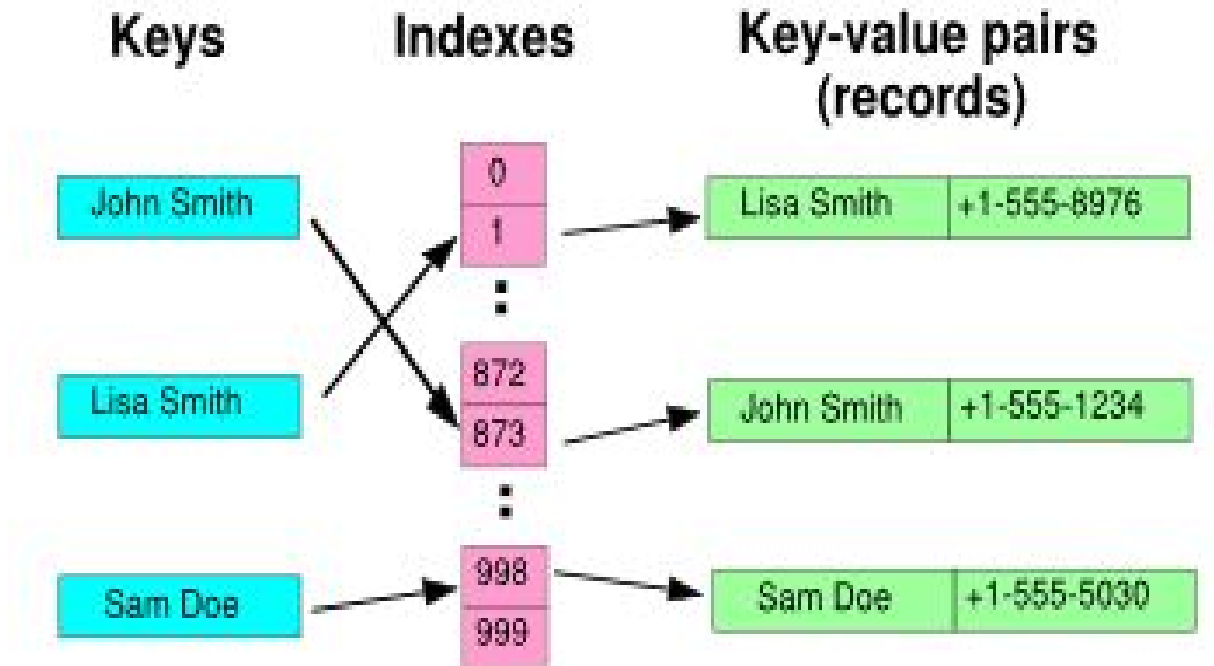 Keys
Indexes
Key-value pairs
(records)
0
John Smith
Lisa Smith +1-555-8976
1
872
Lisa Smith
John Smith +1-555-1234
873
998
Sam Doe
Sam Doe +1-555-5030
999